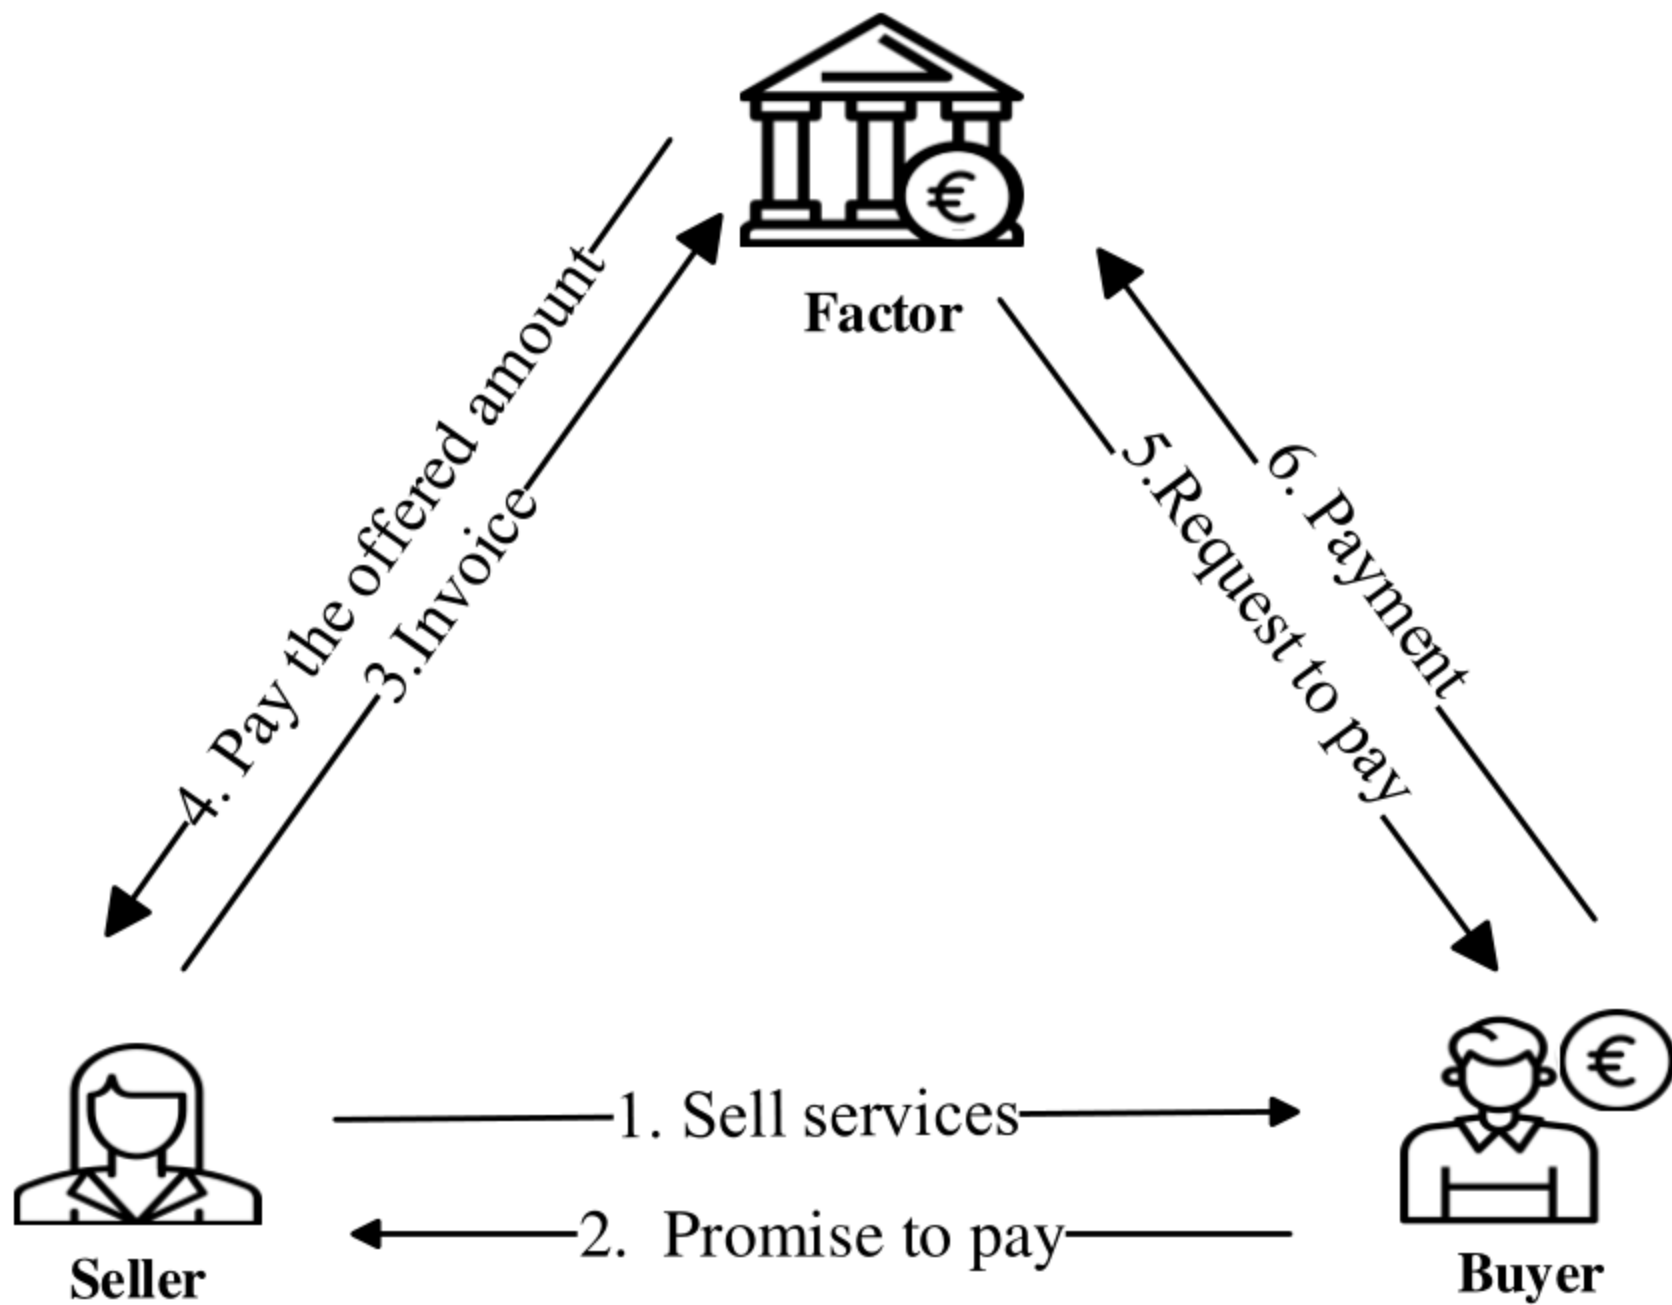 €
Factor
4. Pay the offered amount
3.Invoice
5.Request to pay
6. Payment
€
1. Sell services
2. Promise to pay
Seller
Buyer